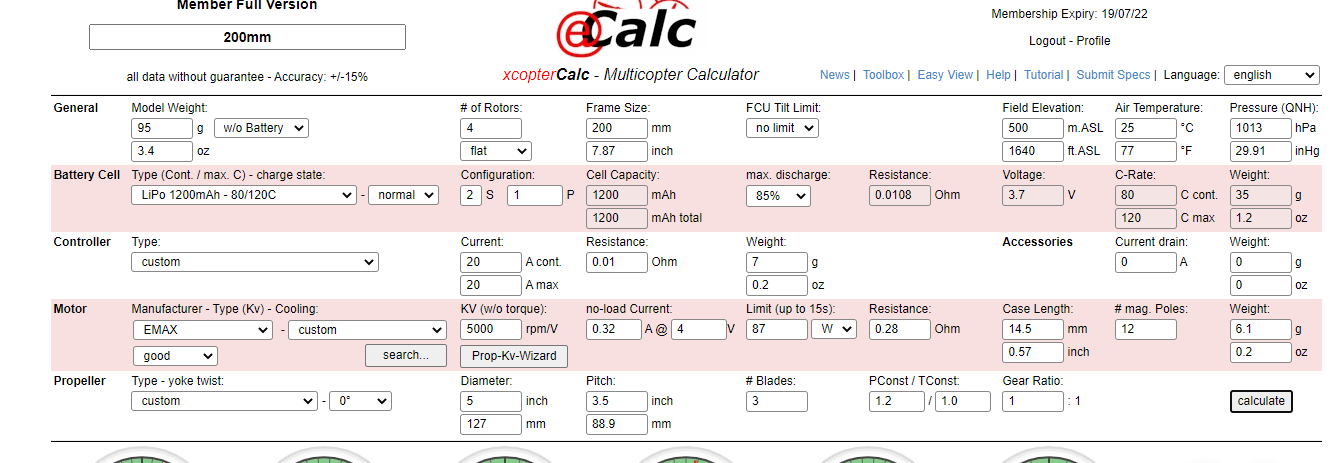 Member Full Version
200mm
all data without guarantee - Accuracy: +/-15%
@Calc
xcopterCalc - Multicopter Calculator
Membership Expiry: 19/07/22
Logout - Profile
News | Toolbox | Easy View | Help | Tutorial | Submit Specs | Language: english
General Model Weight: # of Rotors: Frame Size: FCU Tilt Limit: Field Elevation: Air Temperature: Pressure (QNH):
95 g w/o Battery 4 200 mm no limit 500 m.ASL 25 °C 1013 hPa
3.4 oz flat 7.87 inch 1640 ft.ASL 77 °F 29.91 inHg
Battery Cell Type (Cont. / max. C) - charge state: Configuration: Cell Capacity: max. discharge: Resistance: Voltage: C-Rate: Weight:
LiPo 1200mAh - 80/120C - normal 2 S 1 P 1200 mAh 85% 0.0108 Ohm 3.7 V 80 C cont. 35 g
1200 mAh total 120 C max 1.2 oz
Controller Type: Current: Resistance: Weight: Accessories Current drain: Weight:
custom 20 A cont. 0.01 Ohm 7 g 0 A 0 g
20 A max 0.2 oz 0 oz
Motor Manufacturer - Type (Kv) - Cooling: KV (w/o torque): no-load Current: Limit (up to 15s): Resistance: Case Length: # mag. Poles: Weight:
EMAX - custom 5000 rpm/V 0.32 A @ 4 V 87 W 0.28 Ohm 14.5 mm 12 6.1 g
good search... Prop-Kv-Wizard 0.57 inch 0.2 oz
Propeller Type - yoke twist: Diameter: Pitch: # Blades: PConst / TConst: Gear Ratio:
custom - 0° 5 inch 3.5 inch 3 1.2 / 1.0 1 : 1 calculate
127 mm 88.9 mm